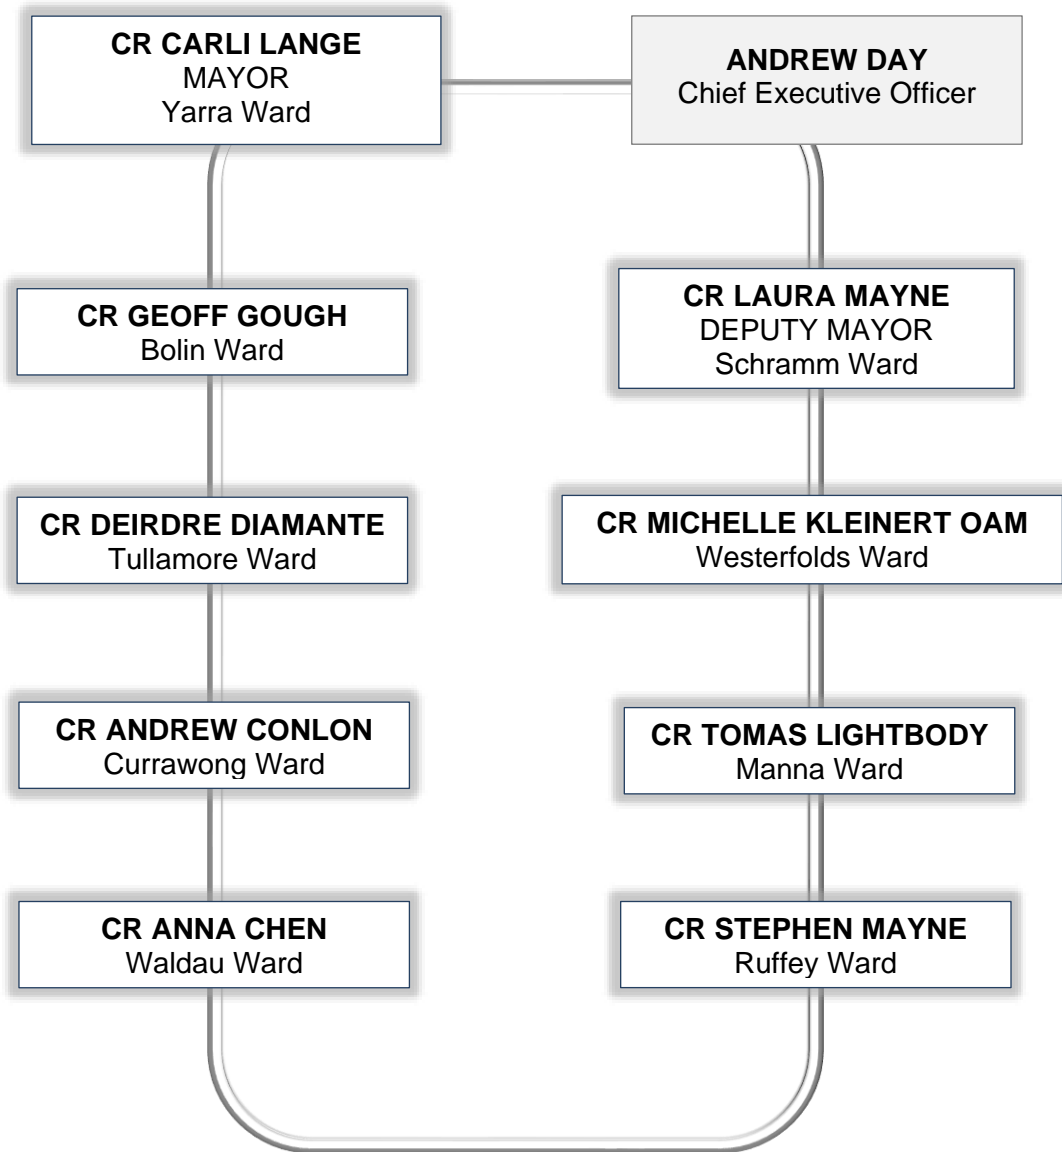 CR CARLI LANGE
MAYOR
Yarra Ward
ANDREW DAY
Chief Executive Officer
CR GEOFF GOUGH
Bolin Ward
CR LAURA MAYNE
DEPUTY MAYOR
Schramm Ward
CR DEIRDRE DIAMANTE
Tullamore Ward
CR MICHELLE KLEINERT OAM
Westerfolds Ward
CR ANDREW CONLON
Currawong Ward
CR TOMAS LIGHTBODY
Manna Ward
CR ANNA CHEN
Waldau Ward
CR STEPHEN MAYNE
Ruffey Ward